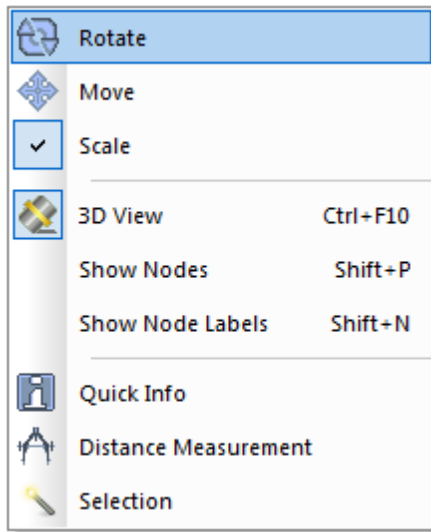 Rotate
Move
Scale
3D View Ctrl+F10
Show Nodes Shift+P
Show Node Labels Shift+N
Quick Info
Distance Measurement
Selection